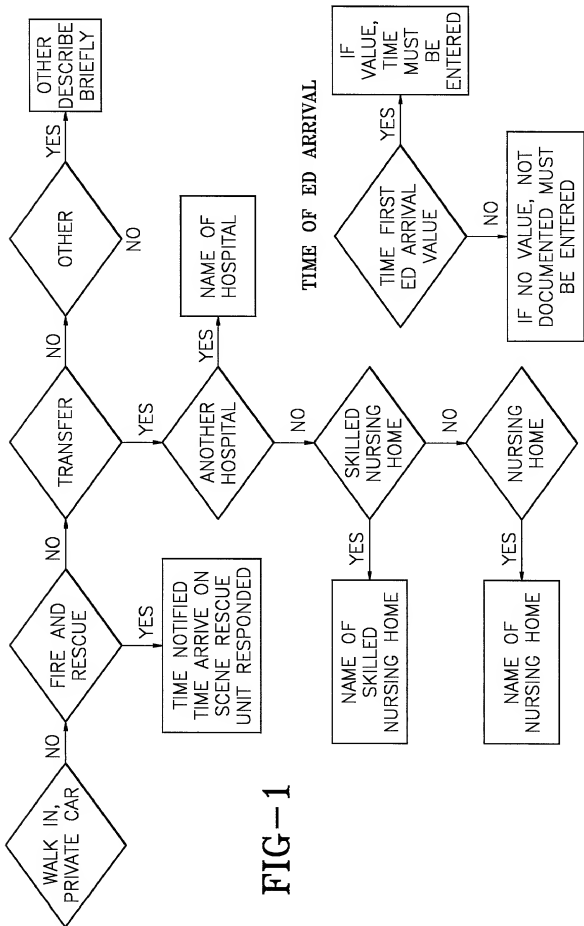 WALK IN,
PRIVATE CAR
NO
FIRE AND
RESCUE
YES
TIME NOTIFIED
TIME ARRIVE ON
SCENE RESCUE
UNIT RESPONDED
NO
TRANSFER
YES
ANOTHER
HOSPITAL
YES
NAME OF
HOSPITAL
NO
SKILLED
NURSING
HOME
YES
NAME OF
SKILLED
NURSING HOME
NO
NURSING
HOME
YES
NAME OF
NURSING HOME
NO
OTHER
NO
YES
OTHER
DESCRIBE
BRIEFLY
TIME OF ED ARRIVAL
TIME FIRST
ED ARRIVAL
VALUE
YES
IF
VALUE,
TIME
MUST
BE
ENTERED
NO
IF NO VALUE, NOT
DOCUMENTED MUST
BE ENTERED
FIG-1